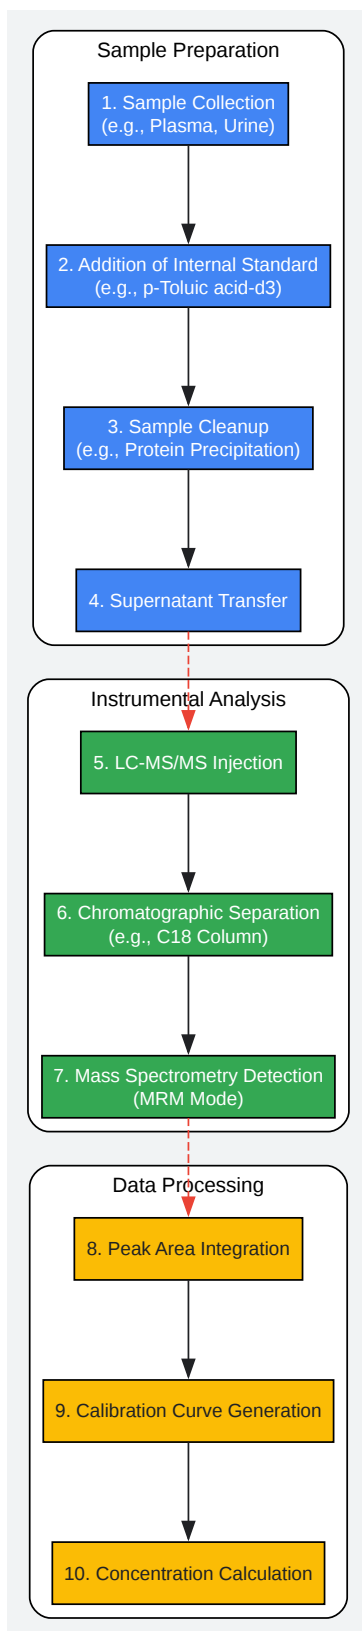 Sample Preparation
1. Sample Collection
(e.g., Plasma, Urine)
2. Addition of Internal Standard
(e.g., p-Toluic acid-d3)
3. Sample Cleanup
(e.g., Protein Precipitation)
4. Supernatant Transfer
Instrumental Analysis
5. LC-MS/MS Injection
6. Chromatographic Separation
(e.g., C18 Column)
7. Mass Spectrometry Detection
(MRM Mode)
Data Processing
8. Peak Area Integration
9. Calibration Curve Generation
10. Concentration Calculation